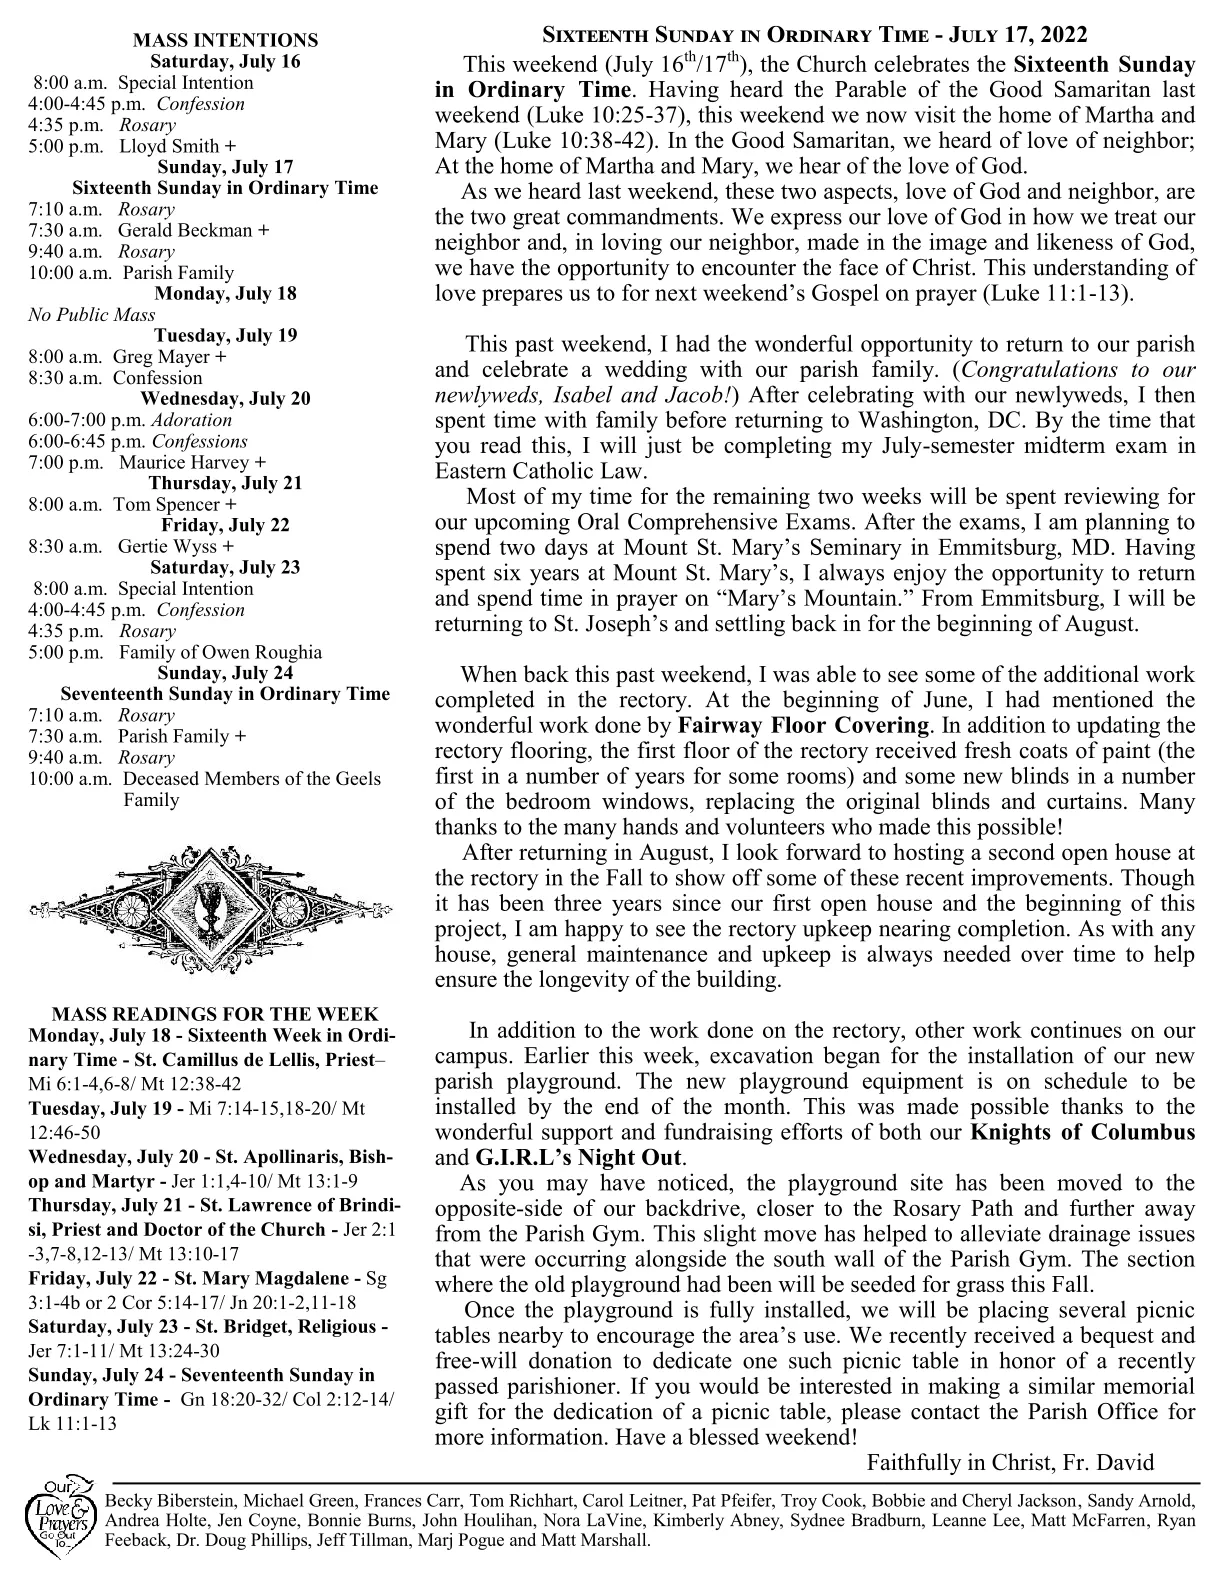 MASS INTENTIONS
Saturday, July 16
8:00 a.m. Special Intention
4:00-4:45 p.m. Confession
4:35 p.m. Rosary
5:00 p.m. Lloyd Smith +
Sunday, July 17
Sixteenth Sunday in Ordinary Time
7:10 a.m. Rosary
7:30 a.m. Gerald Beckman +
9:40 a.m. Rosary
10:00 a.m. Parish Family
Monday, July 18
No Public Mass
Tuesday, July 19
8:00 a.m. Greg Mayer +
8:30 a.m. Confession
Wednesday, July 20
6:00-7:00 p.m. Adoration
6:00-6:45 p.m. Confessions
7:00 p.m. Maurice Harvey +
Thursday, July 21
8:00 a.m. Tom Spencer +
Friday, July 22
8:30 a.m. Gertie Wyss +
Saturday, July 23
8:00 a.m. Special Intention
4:00-4:45 p.m. Confession
4:35 p.m. Rosary
5:00 p.m. Family of Owen Roughia
Sunday, July 24
Seventeenth Sunday in Ordinary Time
7:10 a.m. Rosary
7:30 a.m. Parish Family +
9:40 a.m. Rosary
10:00 a.m. Deceased Members of the Geels
Family
MASS READINGS FOR THE WEEK
Monday, July 18 - Sixteenth Week in Ordi-
nary Time - St. Camillus de Lellis, Priest–
Mi 6:1-4,6-8/ Mt 12:38-42
Tuesday, July 19 - Mi 7:14-15,18-20/ Mt
12:46-50
Wednesday, July 20 - St. Apollinaris, Bish-
op and Martyr - Jer 1:1,4-10/ Mt 13:1-9
Thursday, July 21 - St. Lawrence of Brindi-
si, Priest and Doctor of the Church - Jer 2:1
-3,7-8,12-13/ Mt 13:10-17
Friday, July 22 - St. Mary Magdalene - Sg
3:1-4b or 2 Cor 5:14-17/ Jn 20:1-2,11-18
Saturday, July 23 - St. Bridget, Religious -
Jer 7:1-11/ Mt 13:24-30
Sunday, July 24 - Seventeenth Sunday in
Ordinary Time - Gn 18:20-32/ Col 2:12-14/
Lk 11:1-13
SIXTEENTH SUNDAY IN ORDINARY TIME - JULY 17, 2022
This weekend (July 16th/17th), the Church celebrates the Sixteenth Sunday
in Ordinary Time. Having heard the Parable of the Good Samaritan last
weekend (Luke 10:25-37), this weekend we now visit the home of Martha and
Mary (Luke 10:38-42). In the Good Samaritan, we heard of love of neighbor;
At the home of Martha and Mary, we hear of the love of God.
As we heard last weekend, these two aspects, love of God and neighbor, are
the two great commandments. We express our love of God in how we treat our
neighbor and, in loving our neighbor, made in the image and likeness of God,
we have the opportunity to encounter the face of Christ. This understanding of
love prepares us to for next weekend’s Gospel on prayer (Luke 11:1-13).
This past weekend, I had the wonderful opportunity to return to our parish
and celebrate a wedding with our parish family. (Congratulations to our
newlyweds, Isabel and Jacob!) After celebrating with our newlyweds, I then
spent time with family before returning to Washington, DC. By the time that
you read this, I will just be completing my July-semester midterm exam in
Eastern Catholic Law.
Most of my time for the remaining two weeks will be spent reviewing for
our upcoming Oral Comprehensive Exams. After the exams, I am planning to
spend two days at Mount St. Mary’s Seminary in Emmitsburg, MD. Having
spent six years at Mount St. Mary’s, I always enjoy the opportunity to return
and spend time in prayer on “Mary’s Mountain.” From Emmitsburg, I will be
returning to St. Joseph’s and settling back in for the beginning of August.
When back this past weekend, I was able to see some of the additional work
completed in the rectory. At the beginning of June, I had mentioned the
wonderful work done by Fairway Floor Covering. In addition to updating the
rectory flooring, the first floor of the rectory received fresh coats of paint (the
first in a number of years for some rooms) and some new blinds in a number
of the bedroom windows, replacing the original blinds and curtains. Many
thanks to the many hands and volunteers who made this possible!
After returning in August, I look forward to hosting a second open house at
the rectory in the Fall to show off some of these recent improvements. Though
it has been three years since our first open house and the beginning of this
project, I am happy to see the rectory upkeep nearing completion. As with any
house, general maintenance and upkeep is always needed over time to help
ensure the longevity of the building.
In addition to the work done on the rectory, other work continues on our
campus. Earlier this week, excavation began for the installation of our new
parish playground. The new playground equipment is on schedule to be
installed by the end of the month. This was made possible thanks to the
wonderful support and fundraising efforts of both our Knights of Columbus
and G.I.R.L’s Night Out.
As you may have noticed, the playground site has been moved to the
opposite-side of our backdrive, closer to the Rosary Path and further away
from the Parish Gym. This slight move has helped to alleviate drainage issues
that were occurring alongside the south wall of the Parish Gym. The section
where the old playground had been will be seeded for grass this Fall.
Once the playground is fully installed, we will be placing several picnic
tables nearby to encourage the area’s use. We recently received a bequest and
free-will donation to dedicate one such picnic table in honor of a recently
passed parishioner. If you would be interested in making a similar memorial
gift for the dedication of a picnic table, please contact the Parish Office for
more information. Have a blessed weekend!
Faithfully in Christ, Fr. David
Our
Love &
Prayers
Go Out
To...
Becky Biberstein, Michael Green, Frances Carr, Tom Richhart, Carol Leitner, Pat Pfeifer, Troy Cook, Bobbie and Cheryl Jackson, Sandy Arnold,
Andrea Holte, Jen Coyne, Bonnie Burns, John Houlihan, Nora LaVine, Kimberly Abney, Sydnee Bradburn, Leanne Lee, Matt McFarren, Ryan
Feeback, Dr. Doug Phillips, Jeff Tillman, Marj Pogue and Matt Marshall.